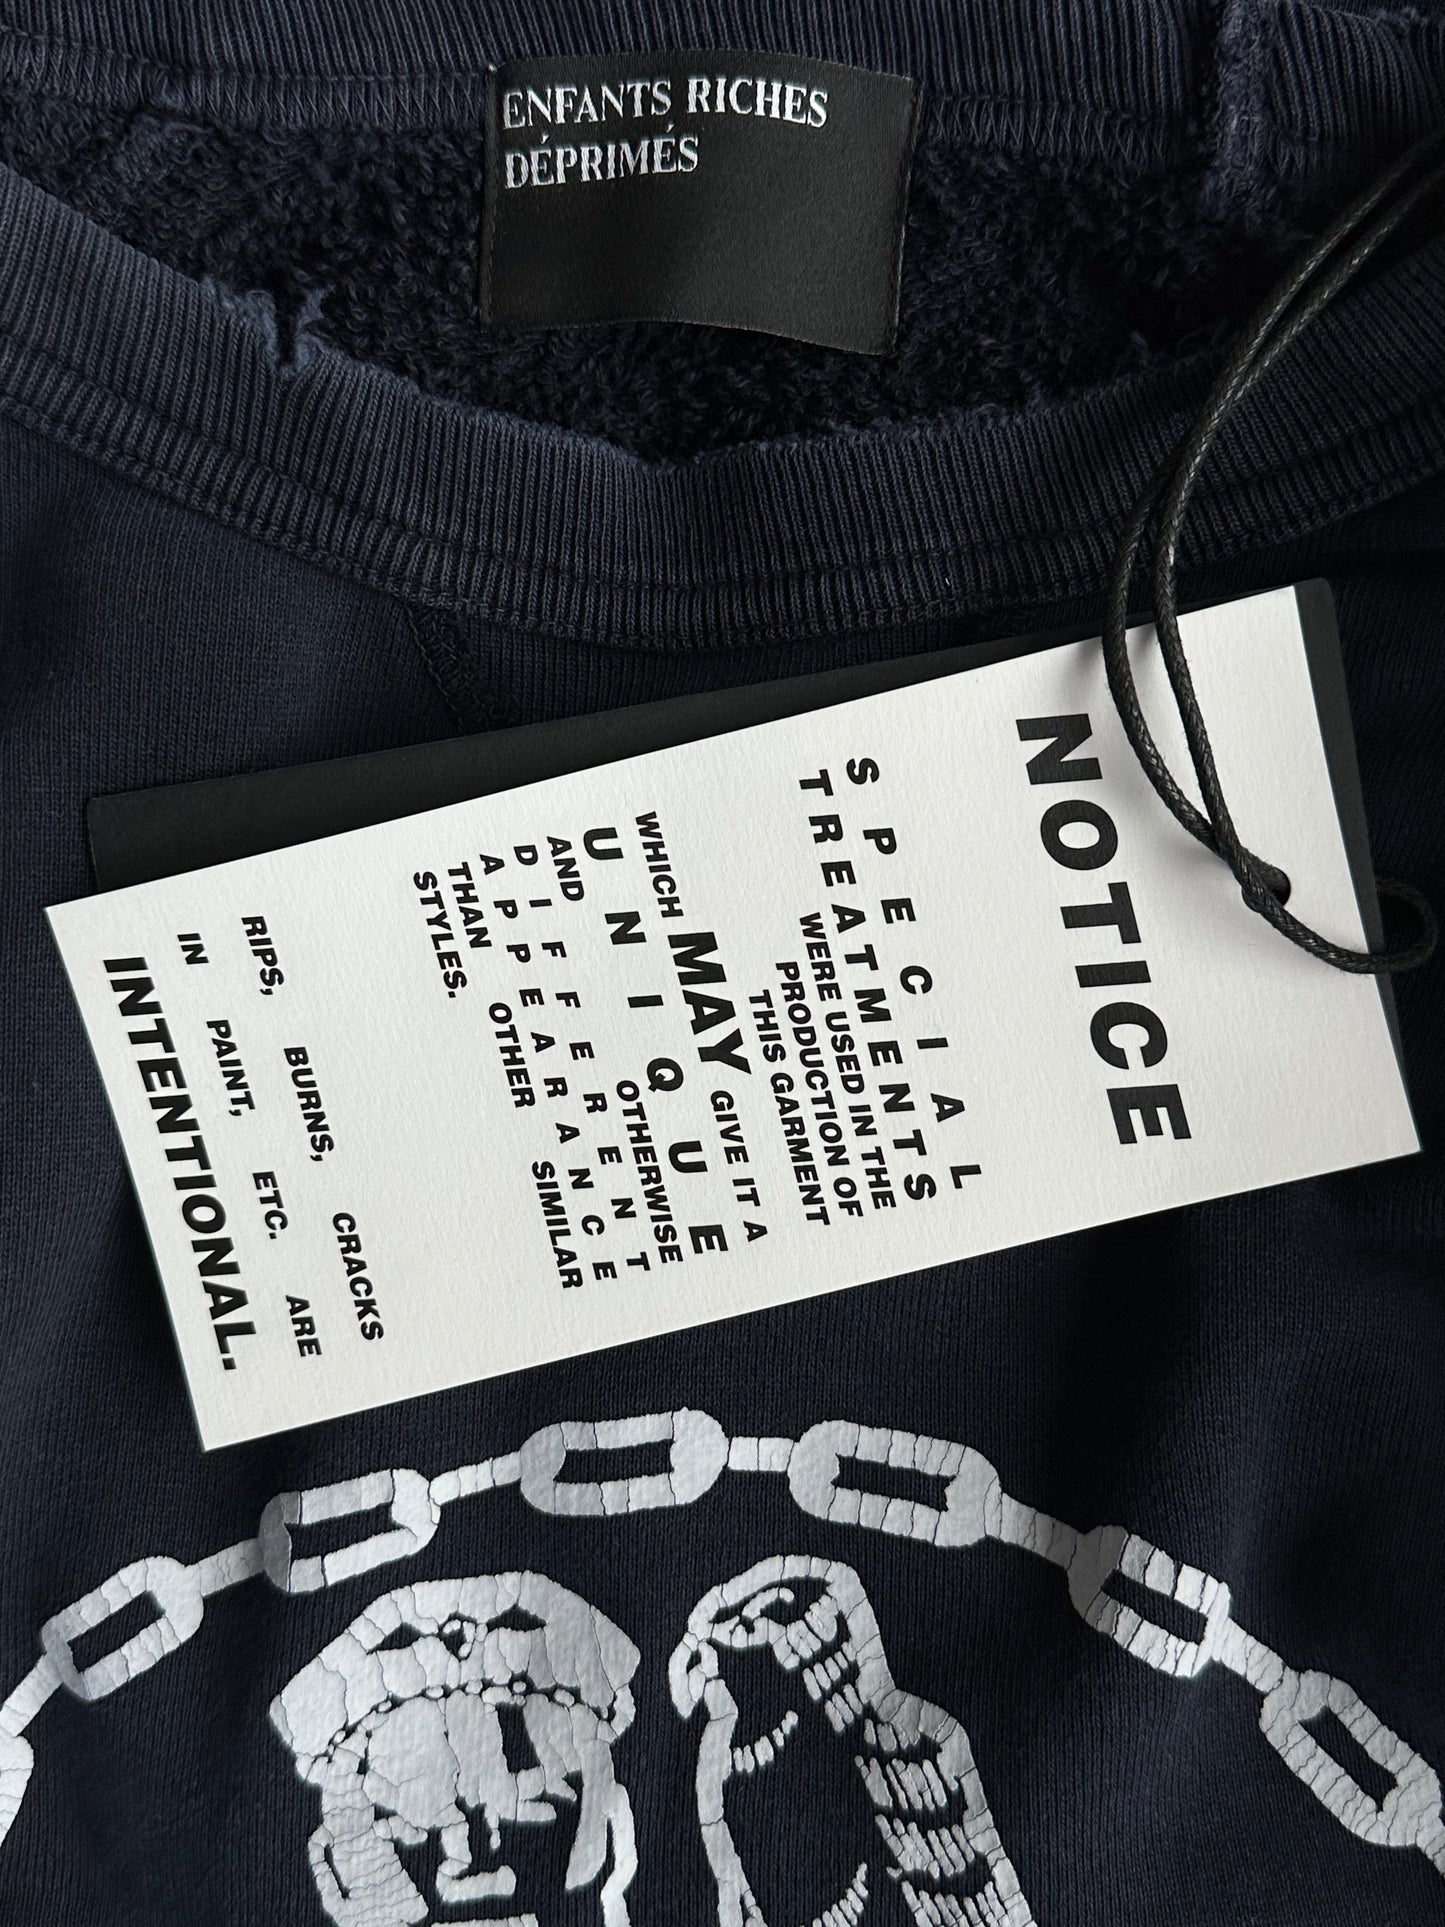 ENFANTS RICHES
DÉPRIMÉS
NOTICE
SPECIAL
TREATMENTS
WERE USED IN THE
PRODUCTION OF
THIS GARMENT
WHICH MAY GIVE IT A
UNIQUE
AND OTHERWISE
DIFFERENT
APPEARANCE
THAN OTHER SIMILAR
STYLES.
RIPS, BURNS, CRACKS
IN PAINT, ETC. ARE
INTENTIONAL.